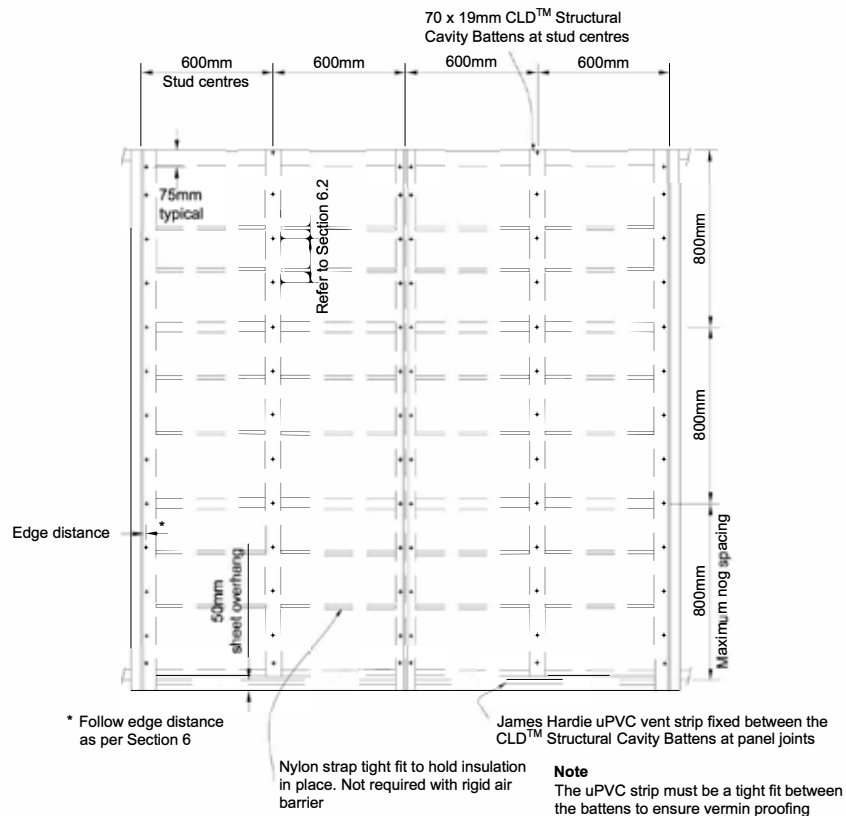 70 x 19mm CLD™ Structural
Cavity Battens at stud centres
600mm
600mm
600mm
600mm
Stud centres
75mm
typical
Refer to Section 6.2
800mm
800mm
800mm
Maximum nog spacing
Edge distance
*
50mm
sheet overhang
* Follow edge distance
as per Section 6
Nylon strap tight fit to hold insulation
in place. Not required with rigid air
barrier
James Hardie uPVC vent strip fixed between the
CLD™ Structural Cavity Battens at panel joints
Note
The uPVC strip must be a tight fit between
the battens to ensure vermin proofing